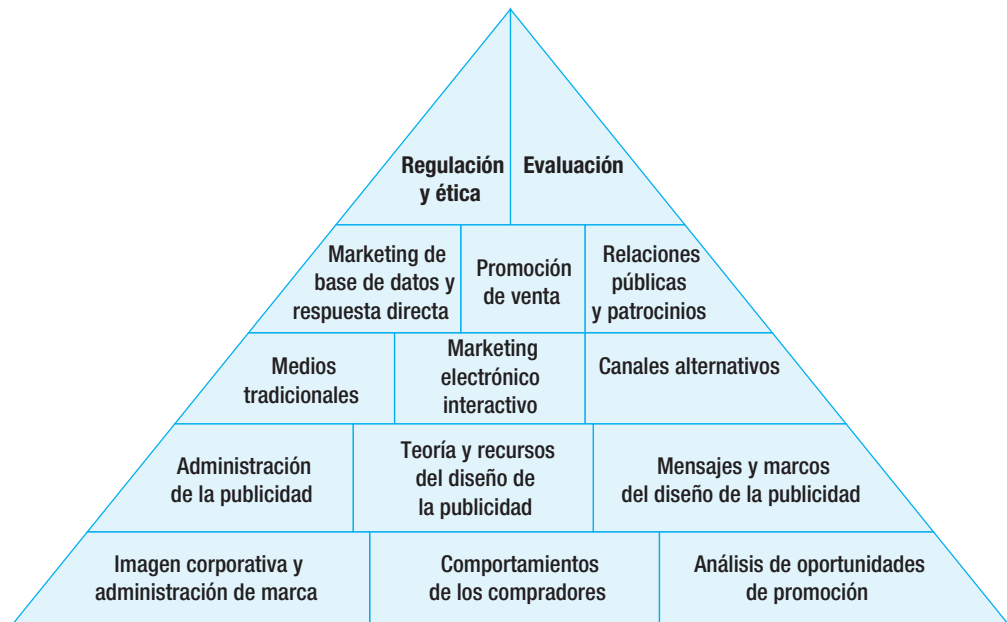 Regulación
y ética
Evaluación
Marketing de
base de datos y
respuesta directa
Promoción
de venta
Relaciones
públicas
y patrocinios
Medios
tradicionales
Marketing
electrónico
interactivo
Canales alternativos
Administración
de la publicidad
Teoría y recursos
del diseño de
la publicidad
Mensajes y marcos
del diseño de la publicidad
Imagen corporativa y
administración de marca
Comportamientos
de los compradores
Análisis de oportunidades
de promoción